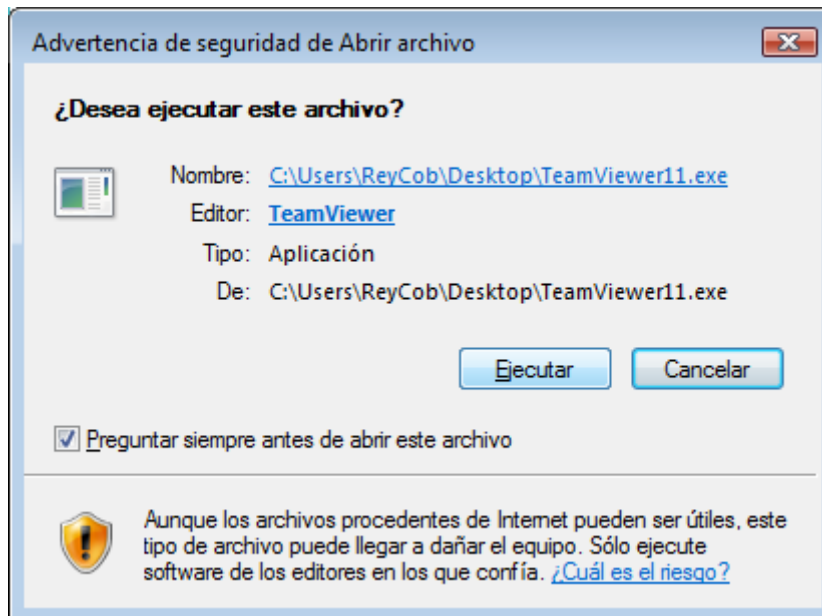 Advertencia de seguridad de Abrir archivo
¿Desea ejecutar este archivo?
Nombre: C:\Users\ReyCob\Desktop\TeamViewer11.exe
Editor: TeamViewer
Tipo: Aplicación
De: C:\Users\ReyCob\Desktop\TeamViewer11.exe
Ejecutar Cancelar
Preguntar siempre antes de abrir este archivo
Aunque los archivos procedentes de Internet pueden ser útiles, este
tipo de archivo puede llegar a dañar el equipo. Sólo ejecute
software de los editores en los que confía. ¿Cuál es el riesgo?